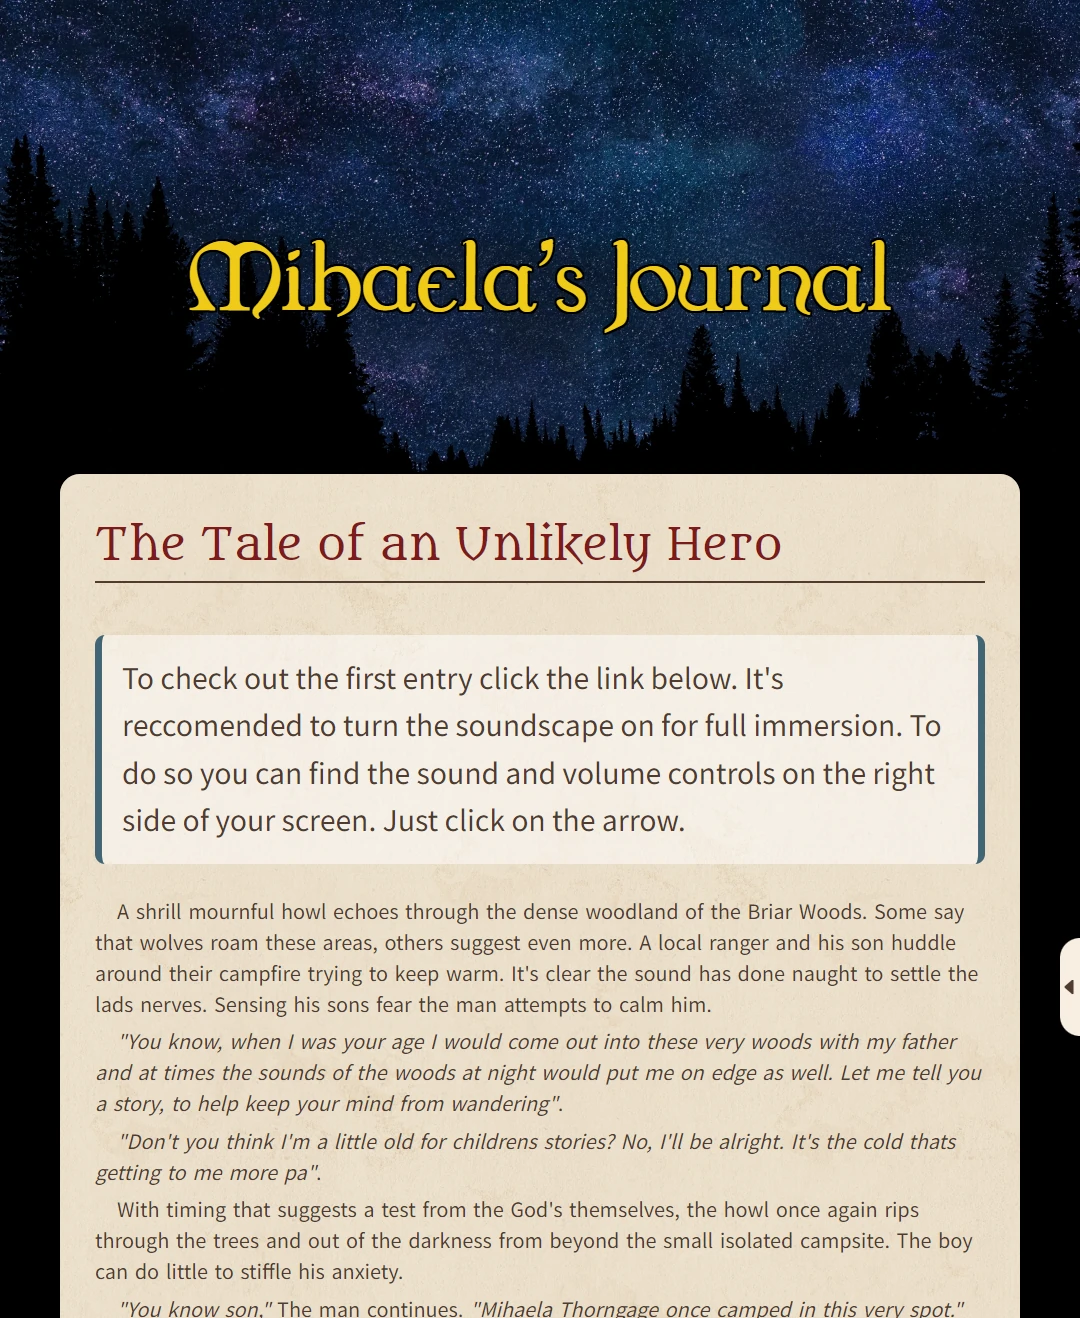 Mihaela's Journal
The Tale of an Unlikely Hero
To check out the first entry click the link below. It's
reccomended to turn the soundscape on for full immersion. To
do so you can find the sound and volume controls on the right
side of your screen. Just click on the arrow.
A shrill mournful howl echoes through the dense woodland of the Briar Woods. Some say
that wolves roam these areas, others suggest even more. A local ranger and his son huddle
around their campfire trying to keep warm. It's clear the sound has done naught to settle the
lads nerves. Sensing his sons fear the man attempts to calm him.
"You know, when I was your age I would come out into these very woods with my father
and at times the sounds of the woods at night would put me on edge as well. Let me tell you
a story, to help keep your mind from wandering".
"Don't you think I'm a little old for childrens stories? No, I'll be alright. It's the cold thats
getting to me more pa".
With timing that suggests a test from the God's themselves, the howl once again rips
through the trees and out of the darkness from beyond the small isolated campsite. The boy
can do little to stiffle his anxiety.
"You know son," The man continues. "Mihaela Thorngage once camped in this very spot."